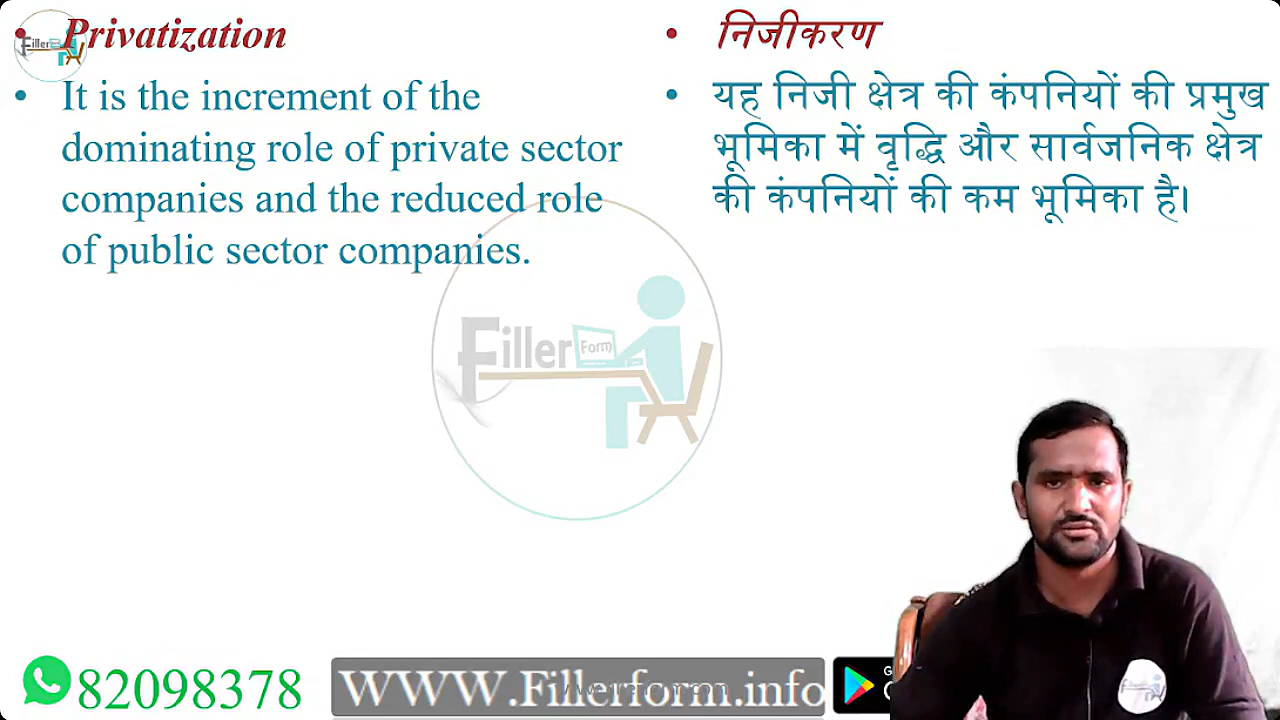 Privatization
It is the increment of the
dominating role of private sector
companies and the reduced role
of public sector companies.
निजीकरण
यह निजी क्षेत्र की कंपनियों की प्रमुख
भूमिका में वृद्धि और सार्वजनिक क्षेत्र
की कंपनियों की कम भूमिका है।
Filler Form
82098378
WWW.Fillerform.info